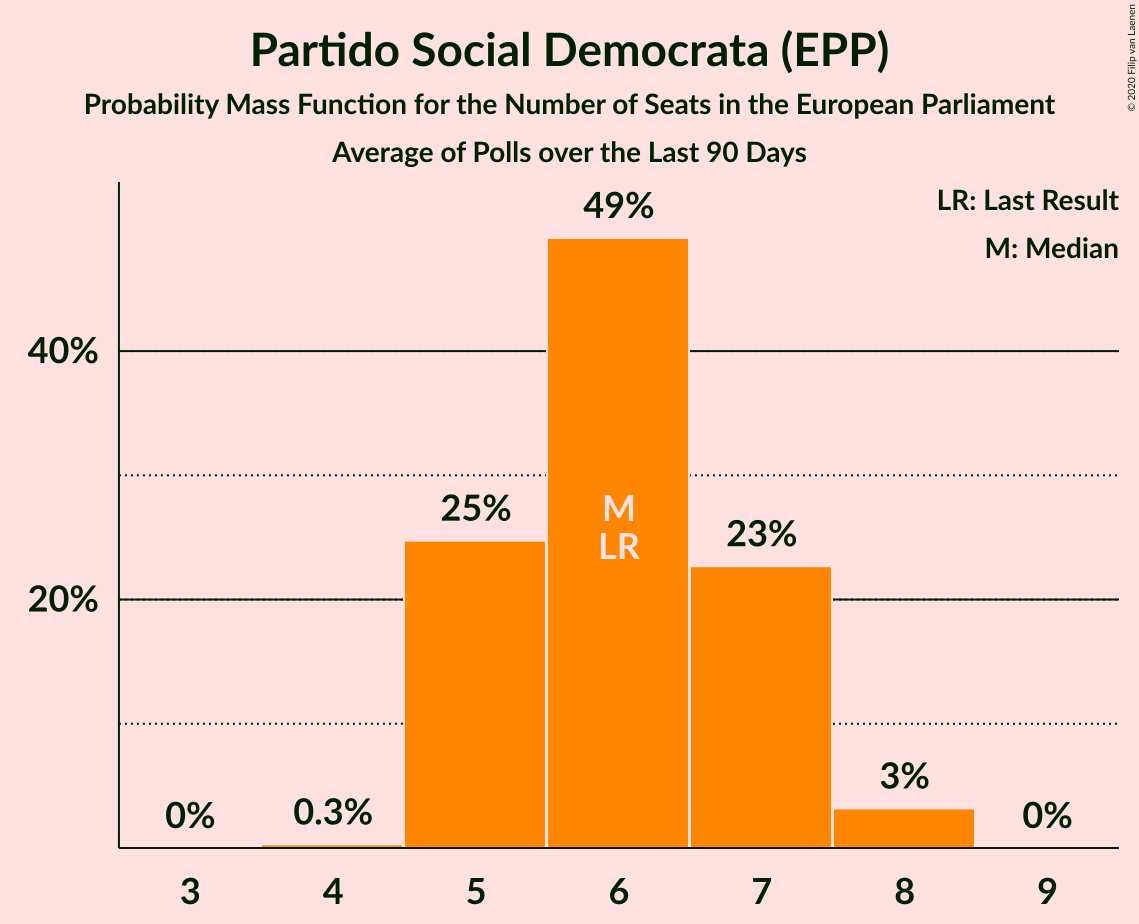 Partido Social Democrata (EPP)
Probability Mass Function for the Number of Seats in the European Parliament
Average of Polls over the Last 90 Days
© 2020 Filip van Laenen
LR: Last Result
M: Median
49%
40%
25%
M
LR
23%
20%
0%
0.3%
3%
0%
3
4
5
6
7
8
9